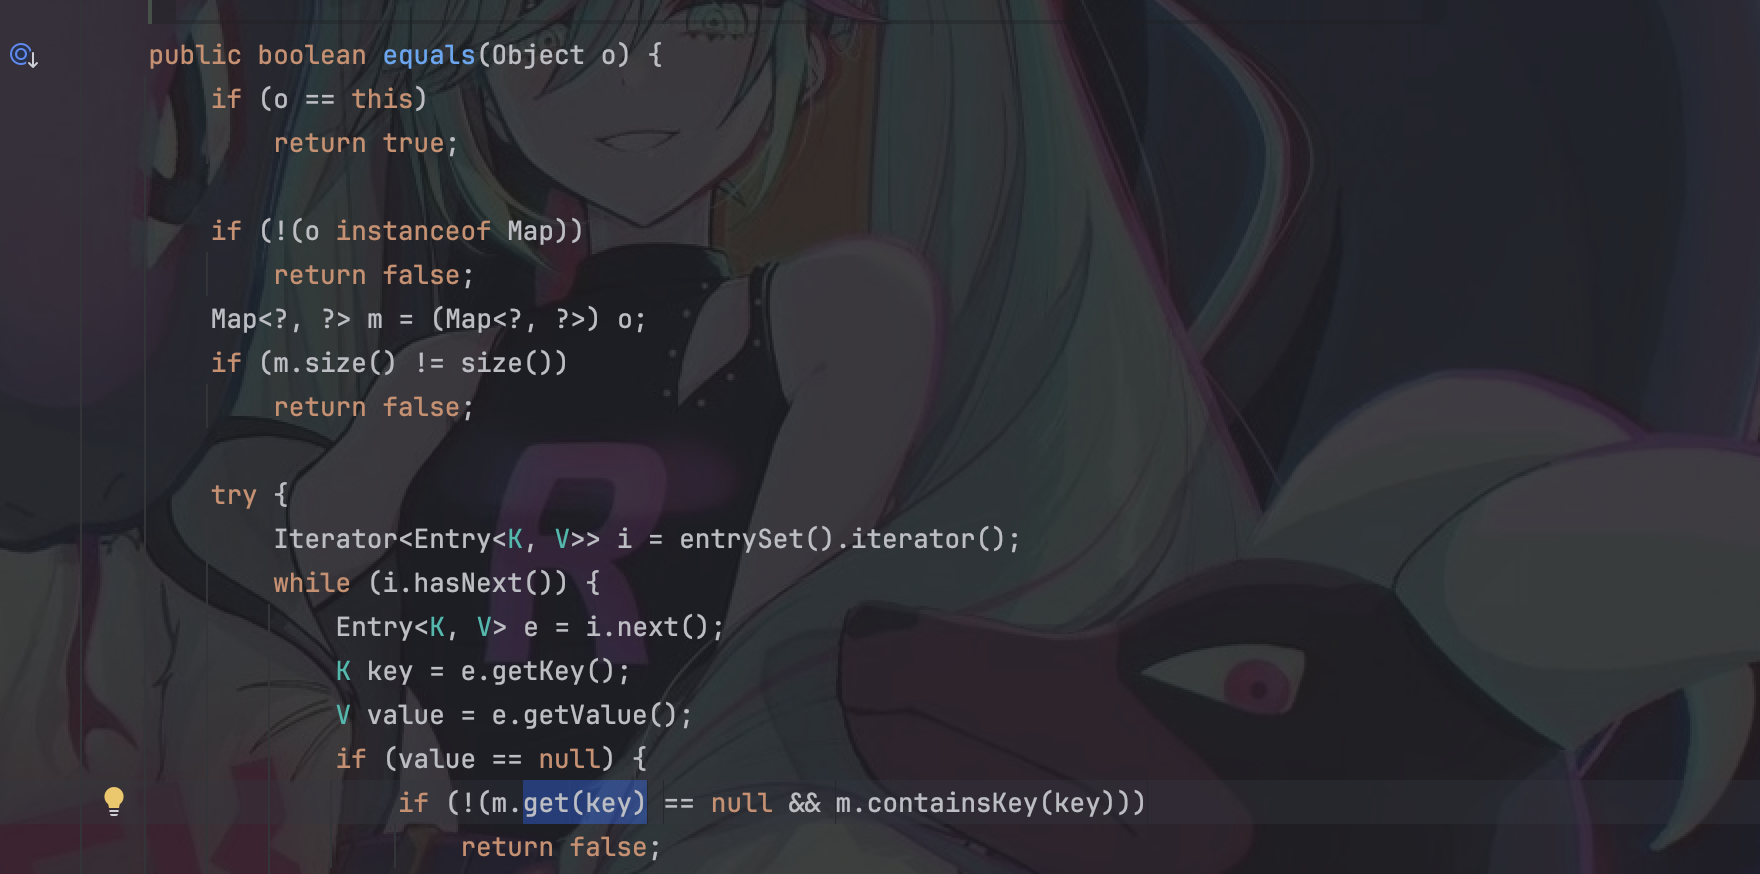 public boolean equals(Object o) {
    if (o == this)
        return true;

    if (!(o instanceof Map))
        return false;
    Map<?, ?> m = (Map<?, ?>) o;
    if (m.size() != size())
        return false;

    try {
        Iterator<Entry<K, V>> i = entrySet().iterator();
        while (i.hasNext()) {
            Entry<K, V> e = i.next();
            K key = e.getKey();
            V value = e.getValue();
            if (value == null) {
                if (!(m.get(key) == null && m.containsKey(key)))
                    return false;
R